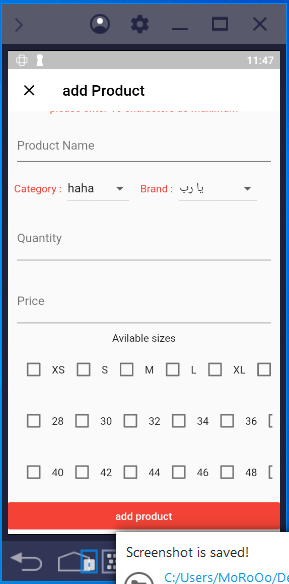 11:47
add Product
please enter 10 characters as maximum
Product Name
Category : haha Brand : يا رب
Quantity
Price
Avilable sizes
XS S M L XL
28 30 32 34 36
40 42 44 46 48
add product
Screenshot is saved!
C:/Users/MoRoOo/De